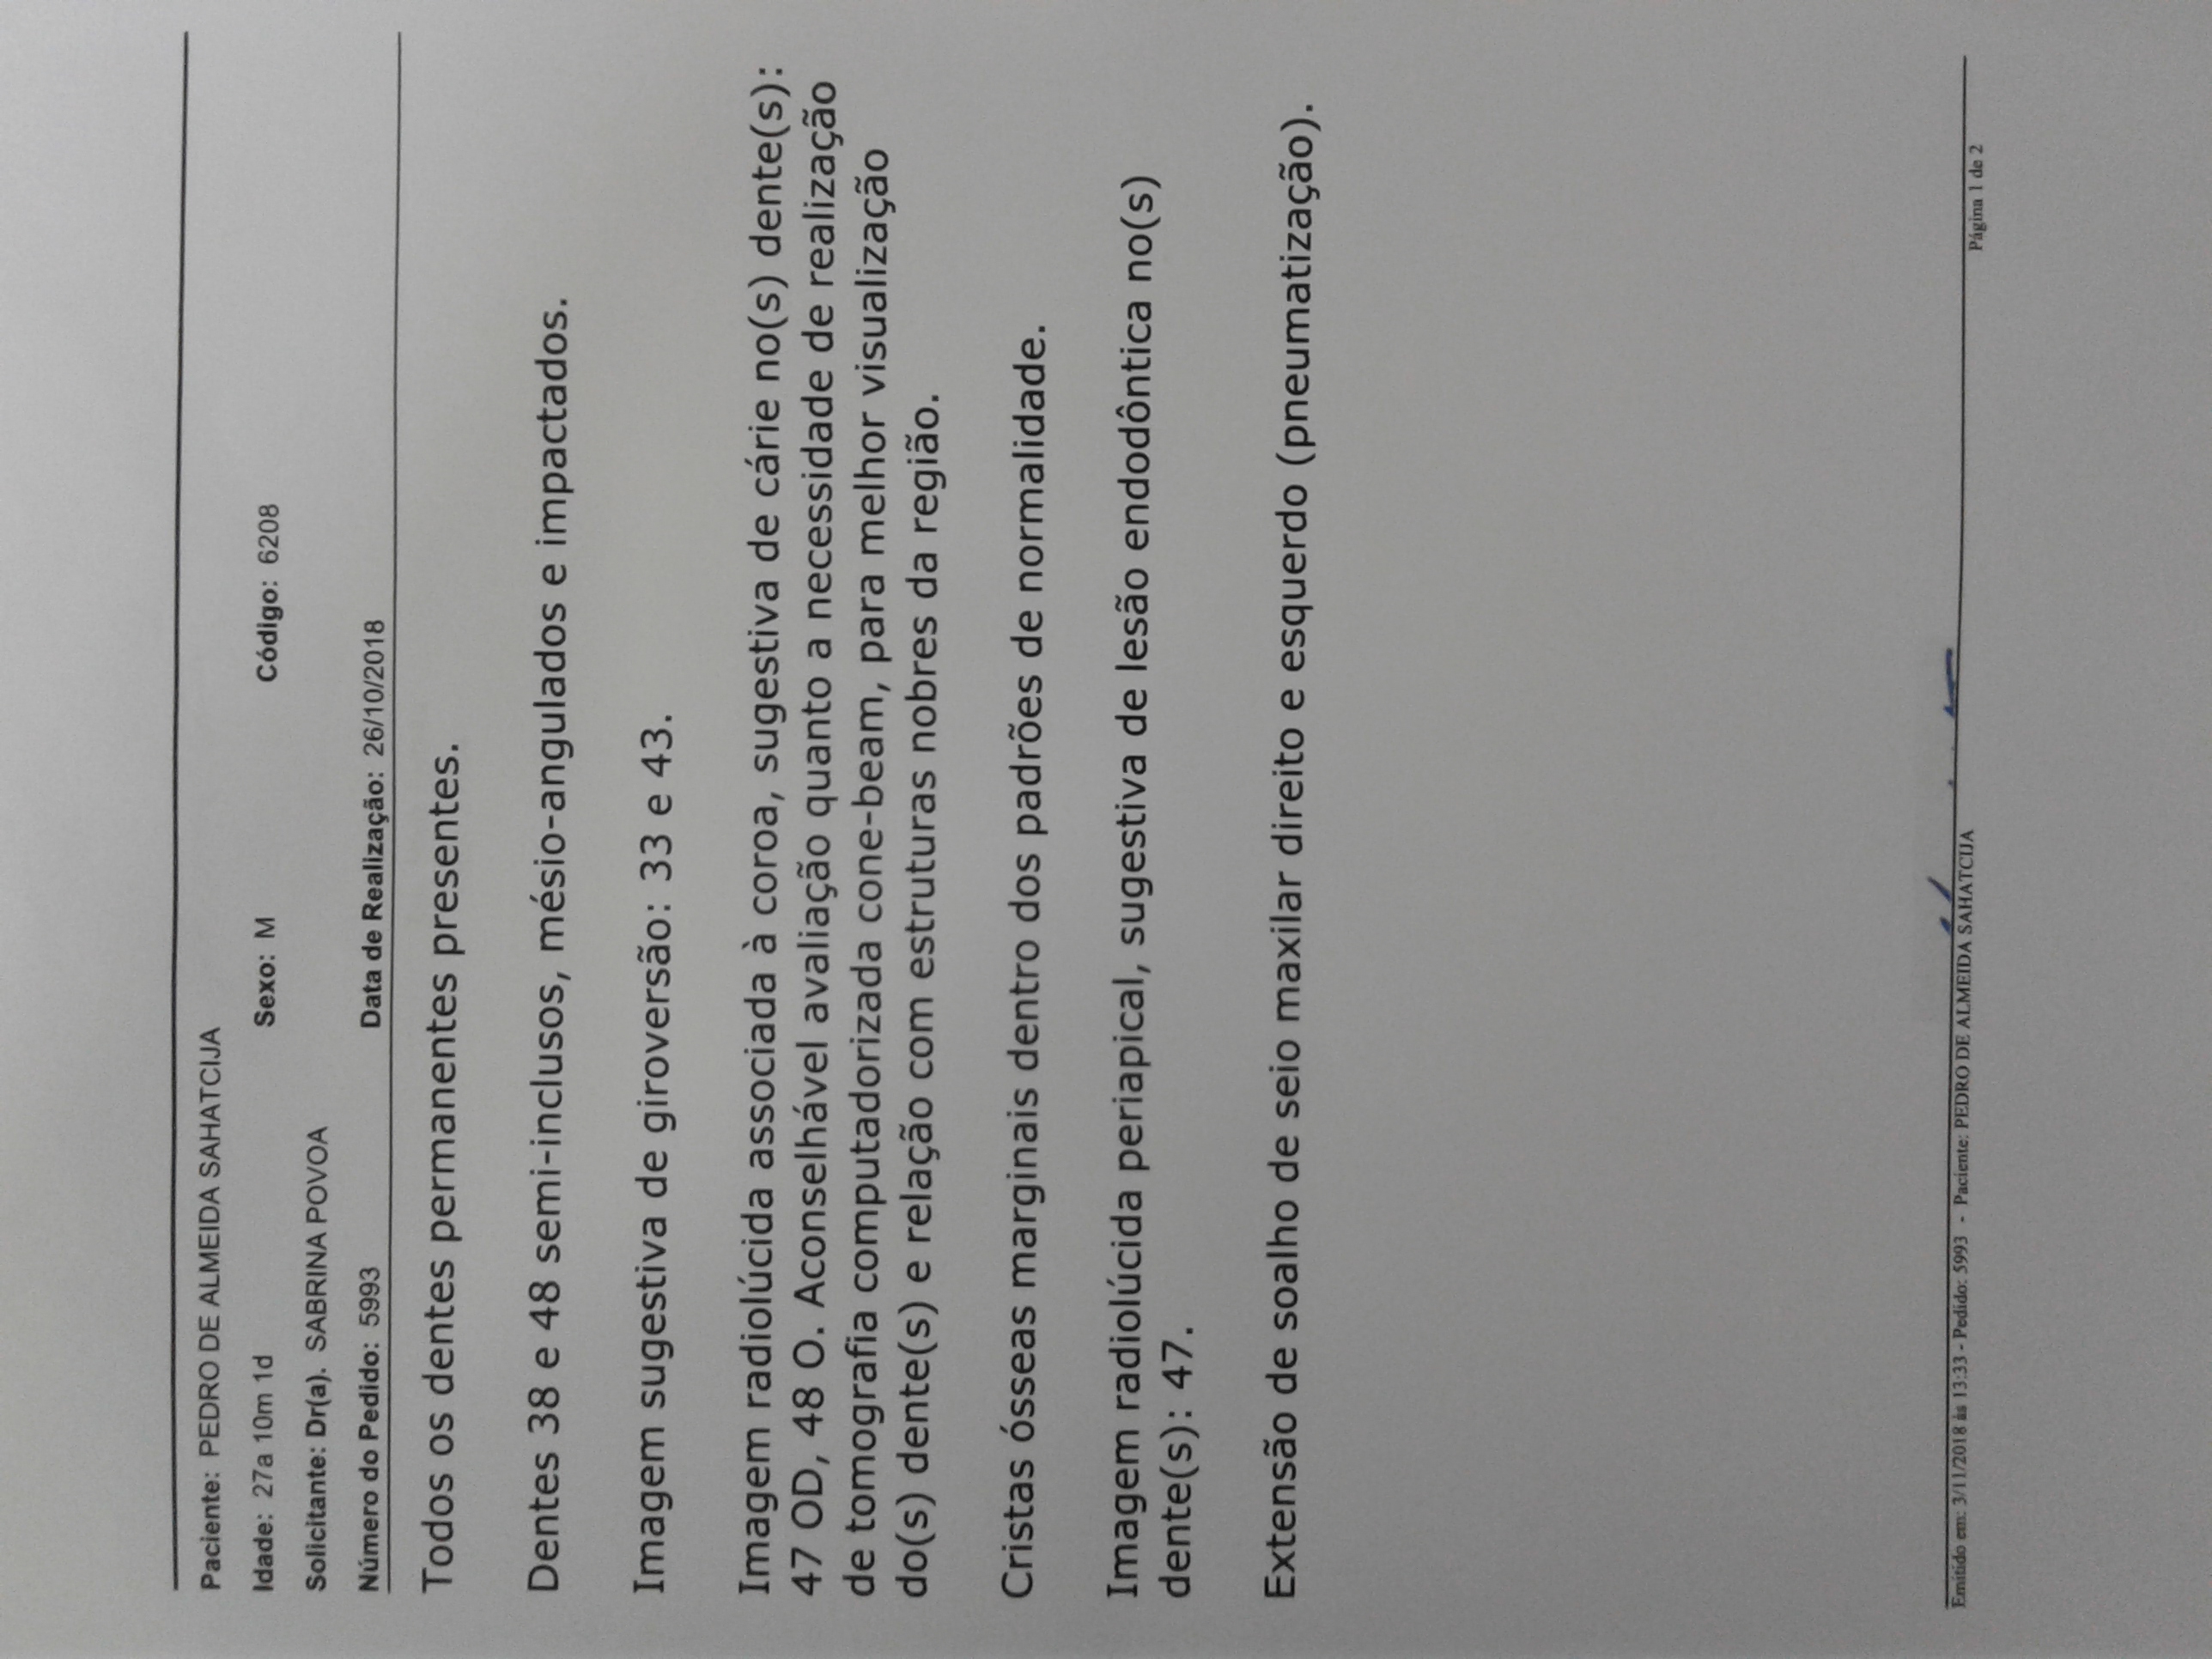 Paciente: PEDRO DE ALMEIDA SAHATCIJA
Idade: 27a 10m 1d Sexo: M Código: 6208
Solicitante: Dr(a). SABRINA POVOA
Número do Pedido: 5993 Data de Realização: 26/10/2018
Todos os dentes permanentes presentes.
Dentes 38 e 48 semi-inclusos, mésio-angulados e impactados.
Imagem sugestiva de giroversão: 33 e 43.
Imagem radiolúcida associada à coroa, sugestiva de cárie no(s) dente(s):
47 OD, 48 O. Aconselhável avaliação quanto a necessidade de realização
de tomografia computadorizada cone-beam, para melhor visualização
do(s) dente(s) e relação com estruturas nobres da região.
Cristas ósseas marginais dentro dos padrões de normalidade.
Imagem radiolúcida periapical, sugestiva de lesão endodôntica no(s)
dente(s): 47.
Extensão de soalho de seio maxilar direito e esquerdo (pneumatização).
Emitido em: 3/11/2018 às 13:33 - Pedido: 5993 - Paciente: PEDRO DE ALMEIDA SAHATCIJA Página 1 de 2